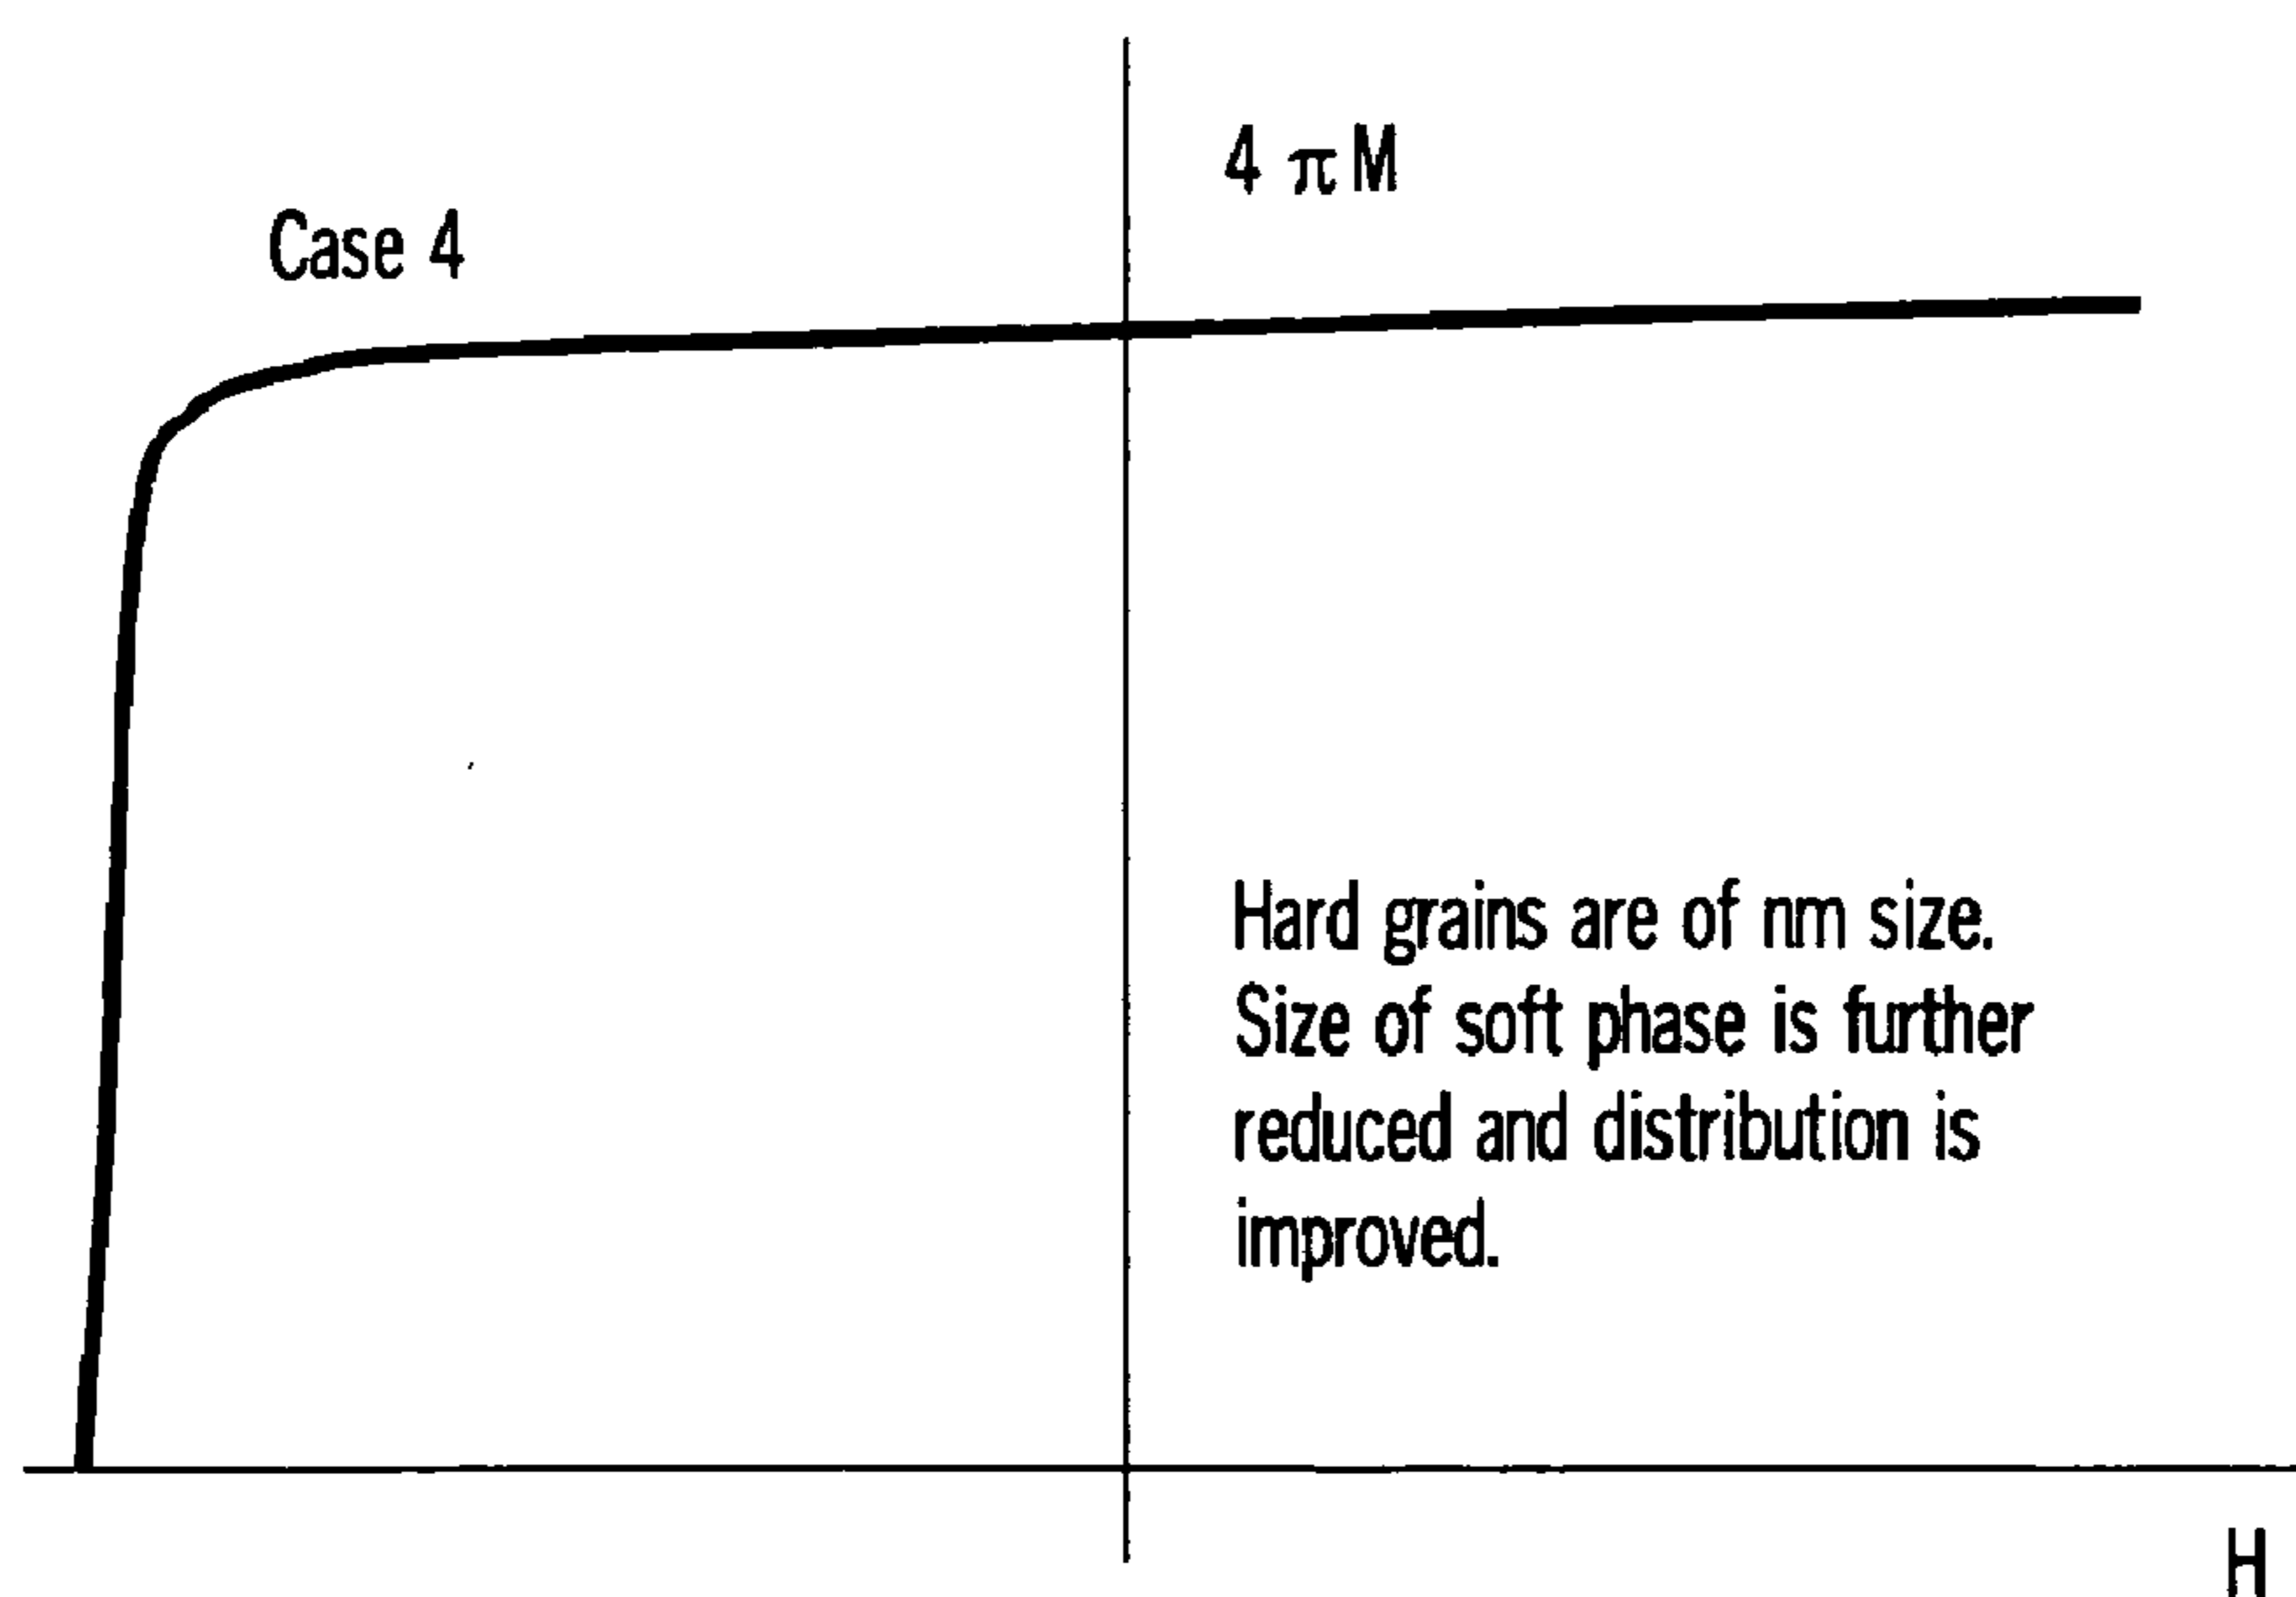 4 πM
Case 4
Hard grains are of nm size.
Size of soft phase is further
reduced and distribution is
improved.
H